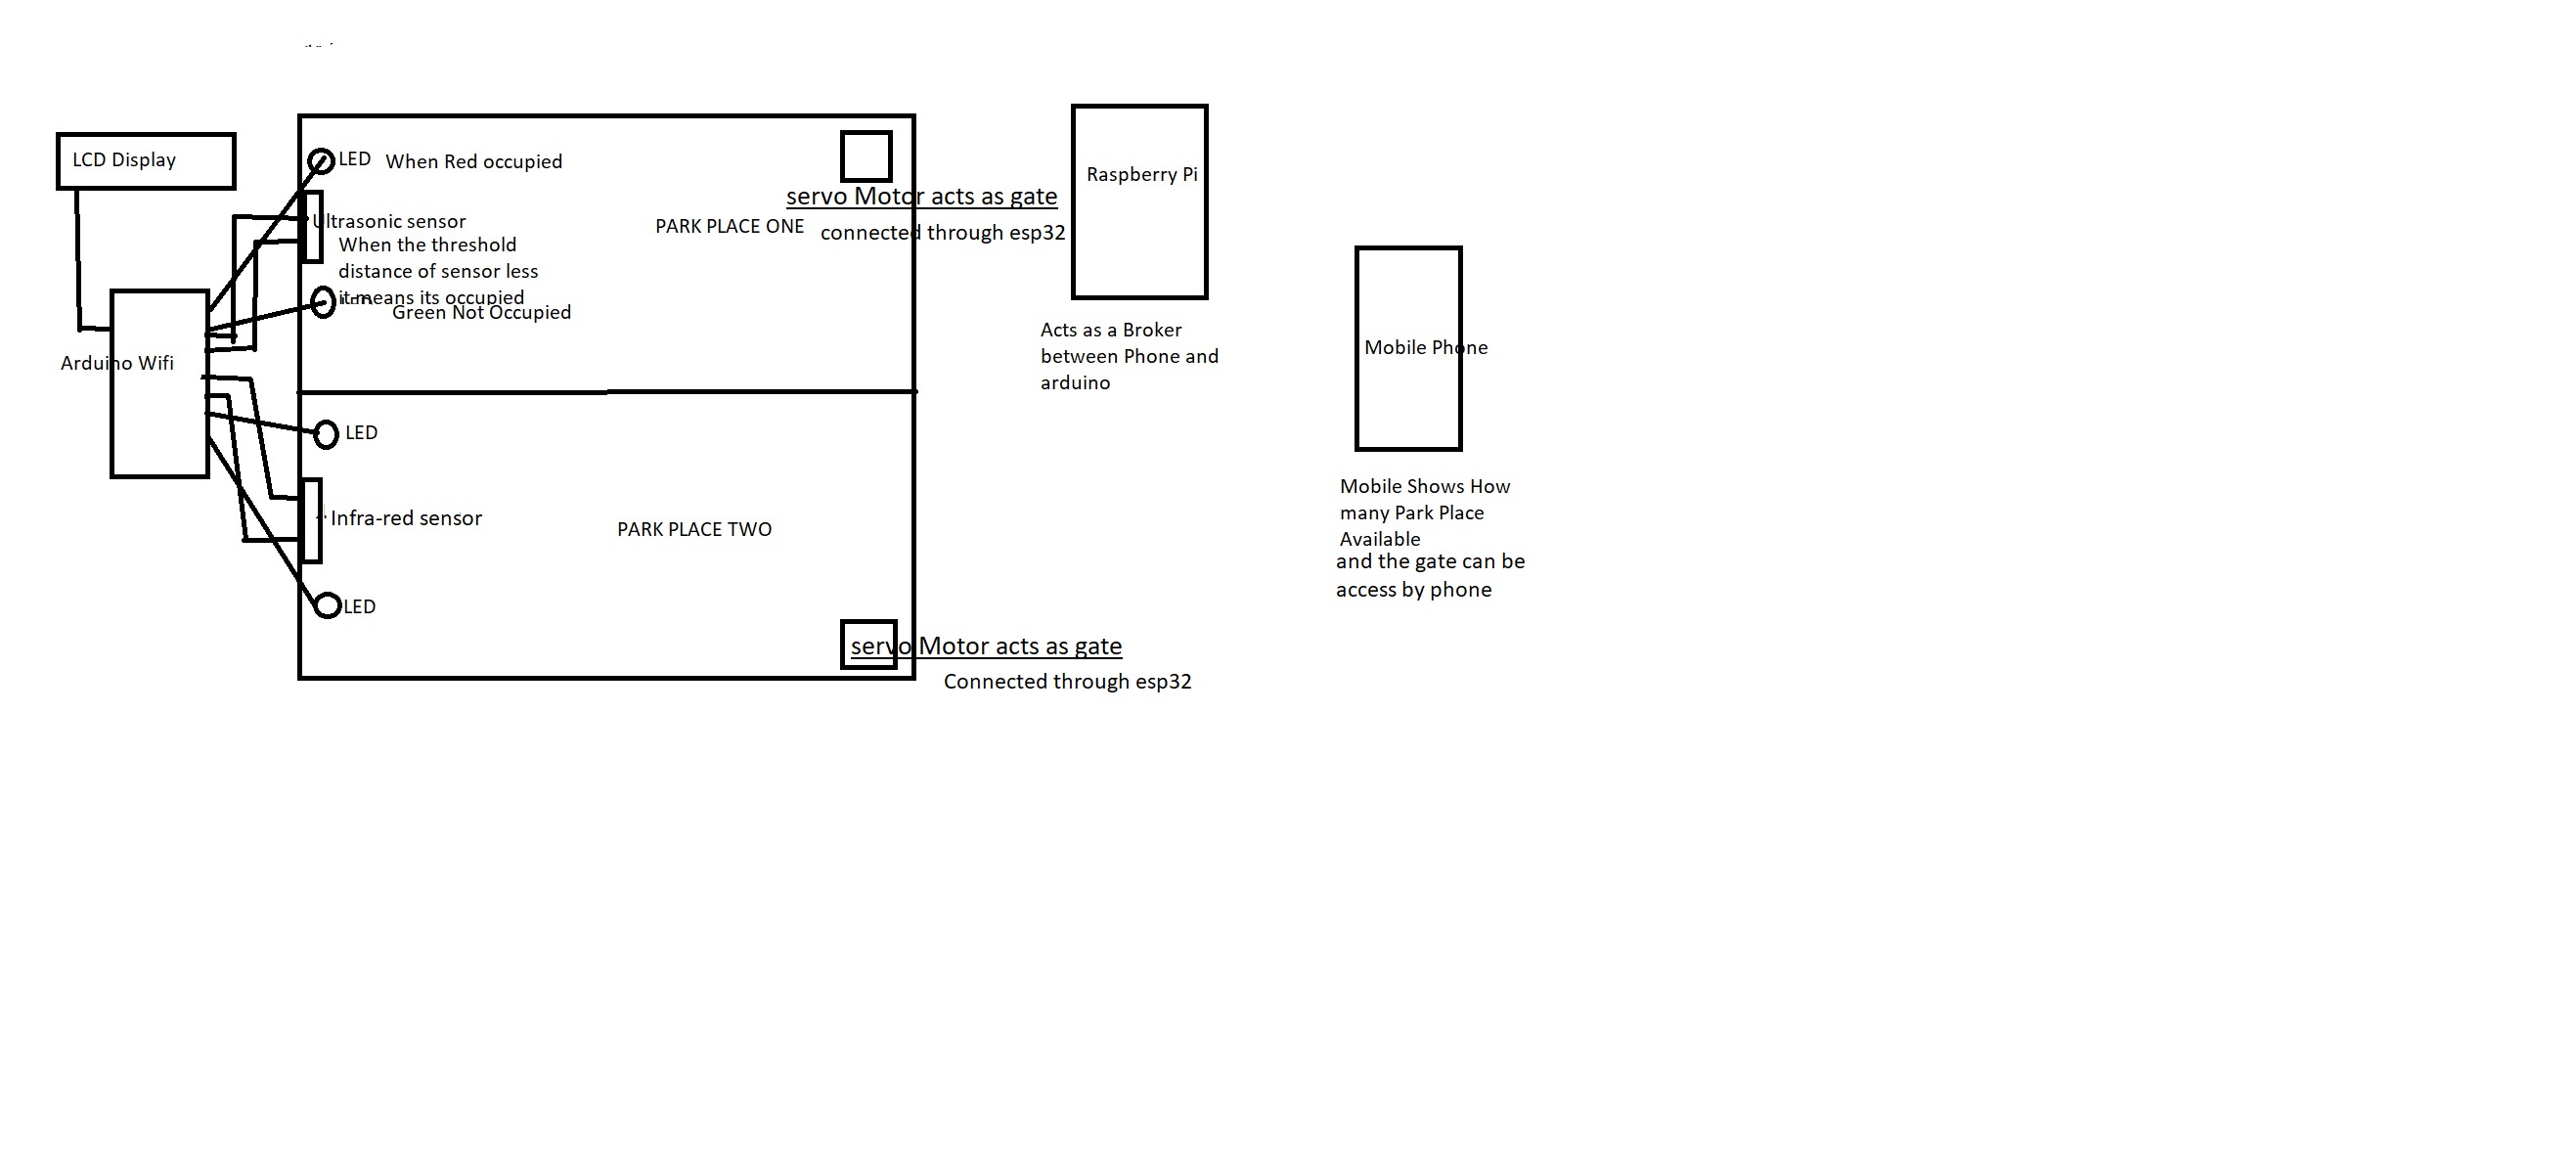 LCD Display
LED
When Red occupied
Ultrasonic sensor
When the threshold
distance of sensor less
it means its occupied
Green Not Occupied
PARK PLACE ONE
servo Motor acts as gate
connected through esp32
Raspberry Pi
Acts as a Broker
between Phone and
arduino
Mobile Phone
Mobile Shows How
many Park Place
Available
and the gate can be
access by phone
Arduino Wifi
LED
Infra-red sensor
PARK PLACE TWO
LED
servo Motor acts as gate
Connected through esp32